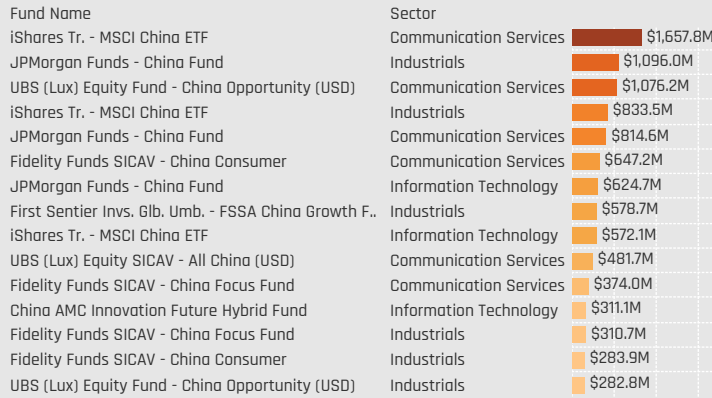 Fund Name Sector
iShares Tr. - MSCI China ETF Communication Services $1,657.8M
JPMorgan Funds - China Fund Industrials $1,096.0M
UBS (Lux) Equity Fund - China Opportunity (USD) Communication Services $1,076.2M
iShares Tr. - MSCI China ETF Industrials $833.5M
JPMorgan Funds - China Fund Communication Services $814.6M
Fidelity Funds SICAV - China Consumer Communication Services $647.2M
JPMorgan Funds - China Fund Information Technology $624.7M
First Sentier Invs. Glb. Umb. - FSSA China Growth F.. Industrials $578.7M
iShares Tr. - MSCI China ETF Information Technology $572.1M
UBS (Lux) Equity SICAV - All China (USD) Communication Services $481.7M
Fidelity Funds SICAV - China Focus Fund Communication Services $374.0M
China AMC Innovation Future Hybrid Fund Information Technology $311.1M
Fidelity Funds SICAV - China Focus Fund Industrials $310.7M
Fidelity Funds SICAV - China Consumer Industrials $283.9M
UBS (Lux) Equity Fund - China Opportunity (USD) Industrials $282.8M